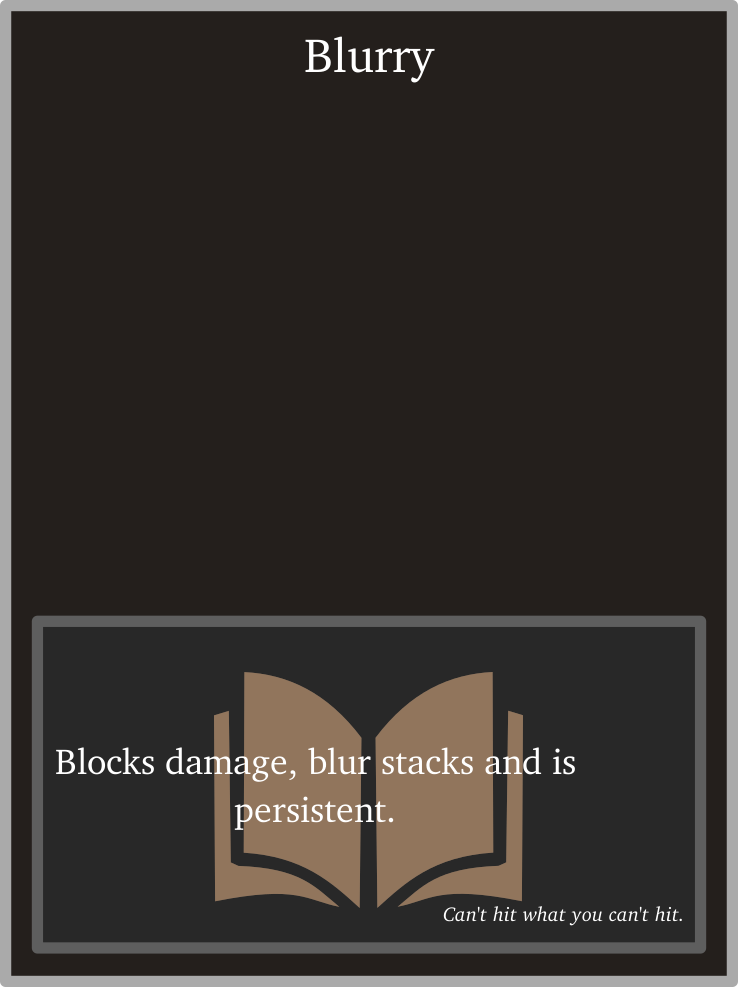 Blurry
Blocks damage, blur stacks and is
persistent.
Can't hit what you can't hit.